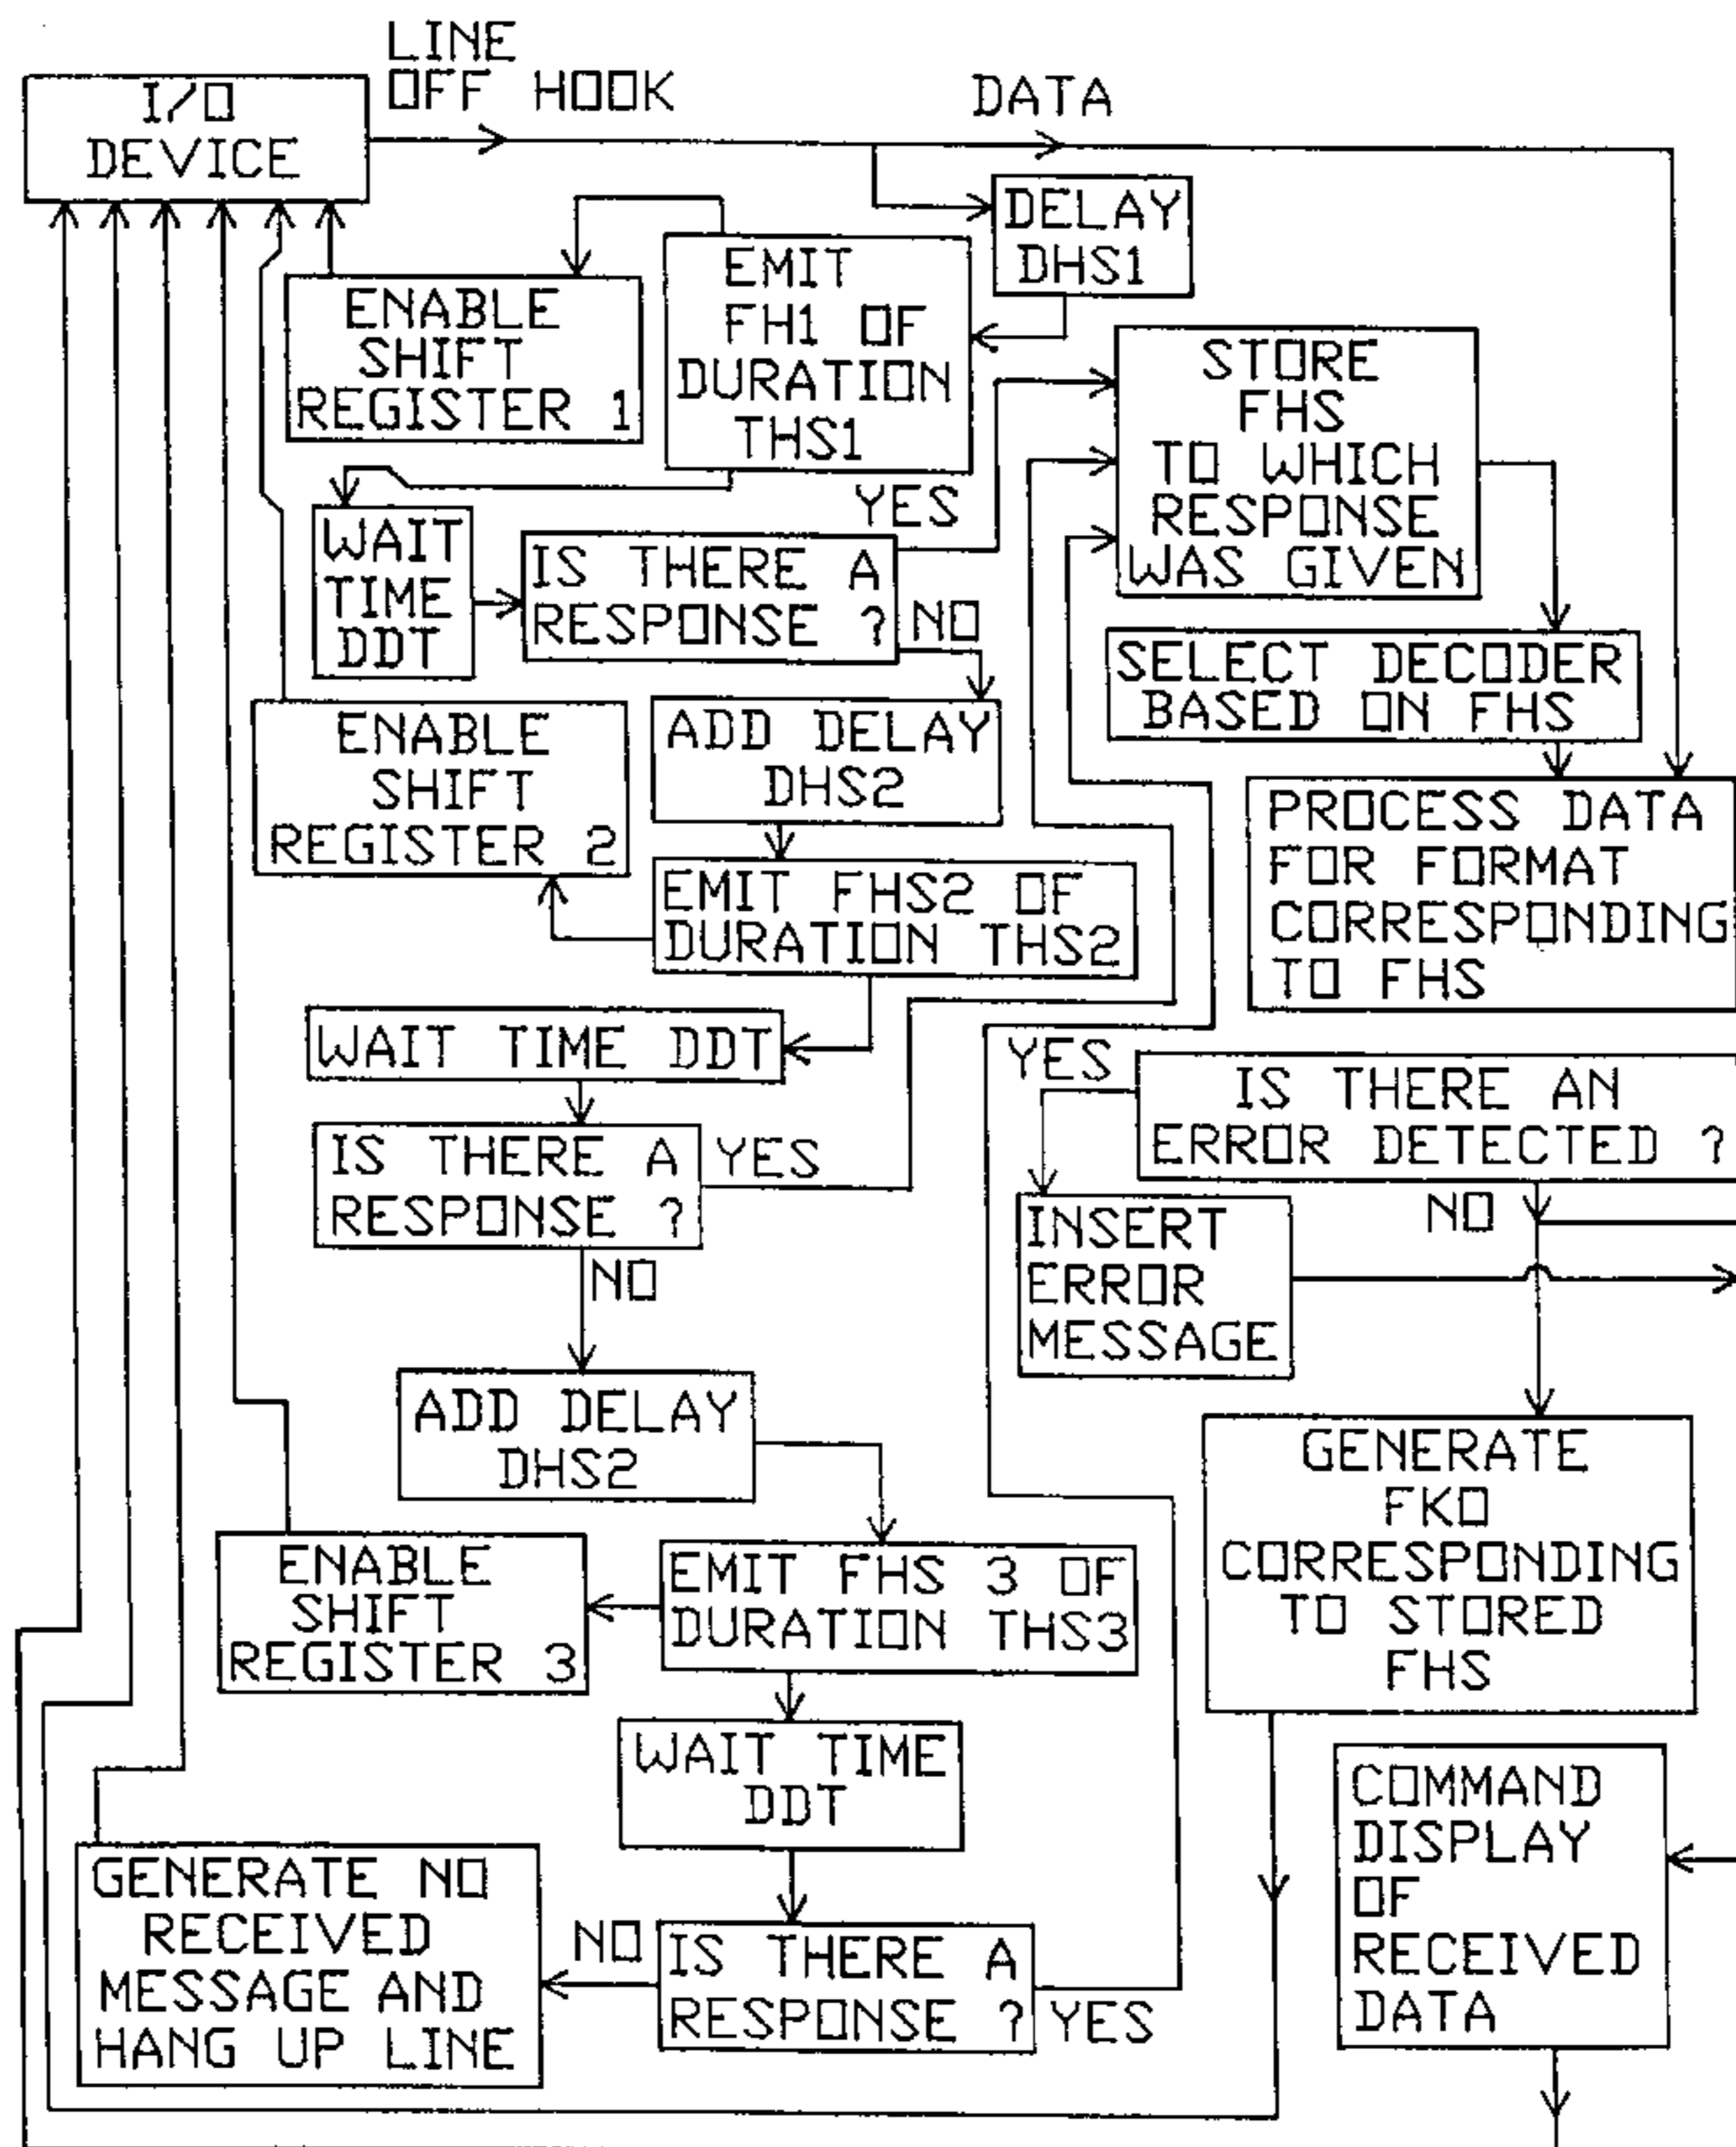 LINE
OFF HOOK
DATA
I/O
DEVICE
DELAY
DHS1
EMIT
FH1 OF
DURATION
THS1
ENABLE
SHIFT
REGISTER 1
STORE
FHS
TO WHICH
RESPONSE
WAS GIVEN
YES
WAIT
TIME
DDT
IS THERE A
RESPONSE ?
NO
SELECT DECODER
BASED ON FHS
ENABLE
SHIFT
REGISTER 2
ADD DELAY
DHS2
PROCESS DATA
FOR FORMAT
CORRESPONDING
TO FHS
EMIT FHS2 OF
DURATION THS2
WAIT TIME DDT
YES
IS THERE AN
ERROR DETECTED ?
IS THERE A
RESPONSE ?
YES
NO
INSERT
ERROR
MESSAGE
NO
ADD DELAY
DHS2
GENERATE
FKO
CORRESPONDING
TO STORED
FHS
ENABLE
SHIFT
REGISTER 3
EMIT FHS 3 OF
DURATION THS3
WAIT TIME
DDT
COMMAND
DISPLAY
OF
RECEIVED
DATA
GENERATE NO
RECEIVED
MESSAGE AND
HANG UP LINE
NO
IS THERE A
RESPONSE ?
YES